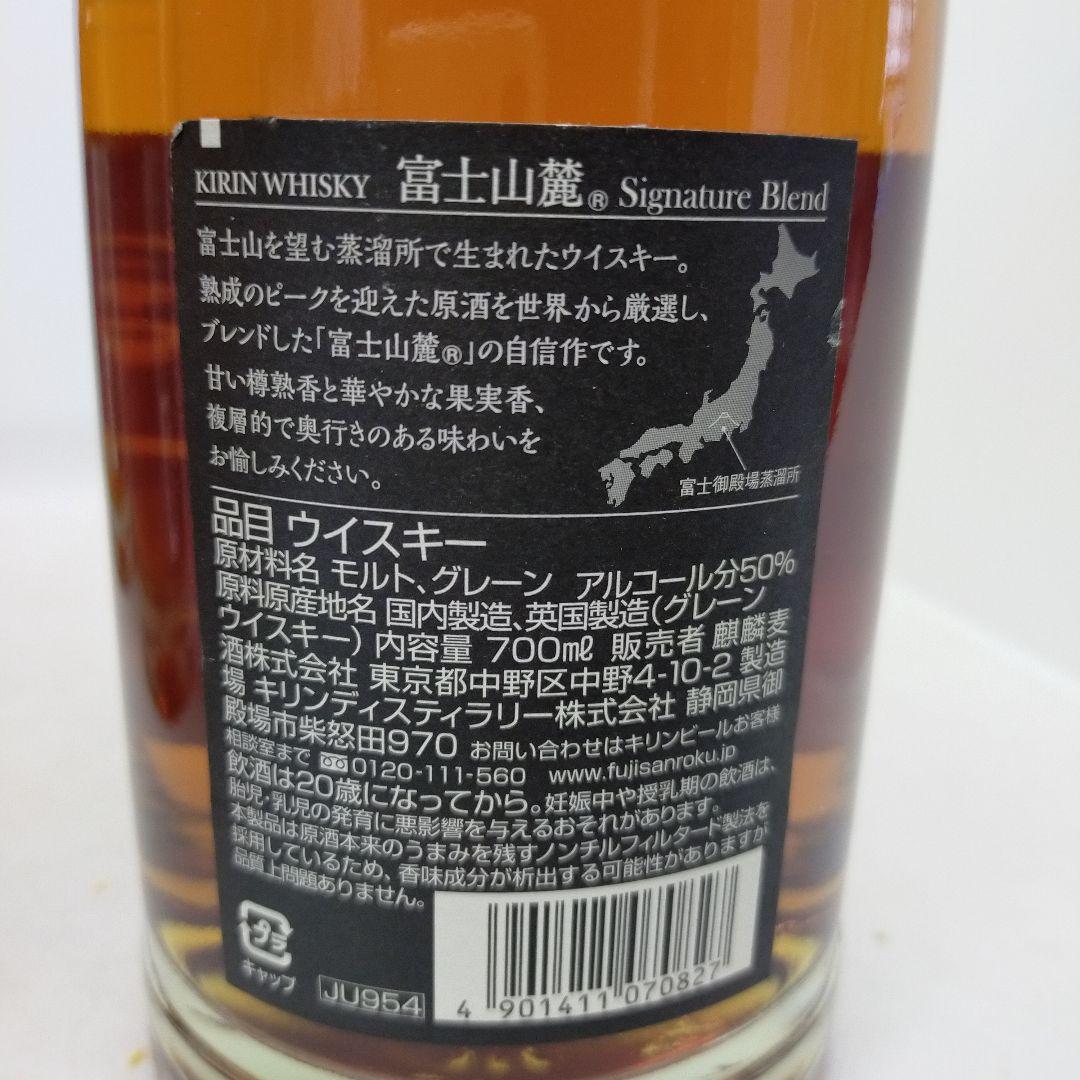 KIRIN WHISKY 富士山麓® Signature Blend
富士山を望む蒸溜所で生まれたウイスキー。
熟成のピークを迎えた原酒を世界から厳選し、
ブレンドした「富士山麓®」の自信作です。
甘い樽熟香と華やかな果実香、
複層的で奥行きのある味わいを
お愉しみください。
富士御殿場蒸溜所
品目 ウイスキー
原材料名 モルト、グレーン アルコール分50%
原料原産地名 国内製造、英国製造(グレーン
ウイスキー) 内容量 700㎖ 販売者 麒麟麦
酒株式会社 東京都中野区中野4-10-2 製造
場 キリンディスティラリー株式会社 静岡県御
殿場市柴怒田970 お問い合わせはキリンビールお客様
相談室まで 0120-111-560 www.fujisanroku.jp
飲酒は20歳になってから。妊娠中や授乳期の飲酒は、
胎児・乳児の発育に悪影響を与えるおそれがあります。
本製品は原酒本来のうまみを残すノンチルフィルタード製法を
採用しているため、香味成分が析出する可能性がありますが
品質上問題ありません。
プラ
キャップ
JU954
4 901411 070827